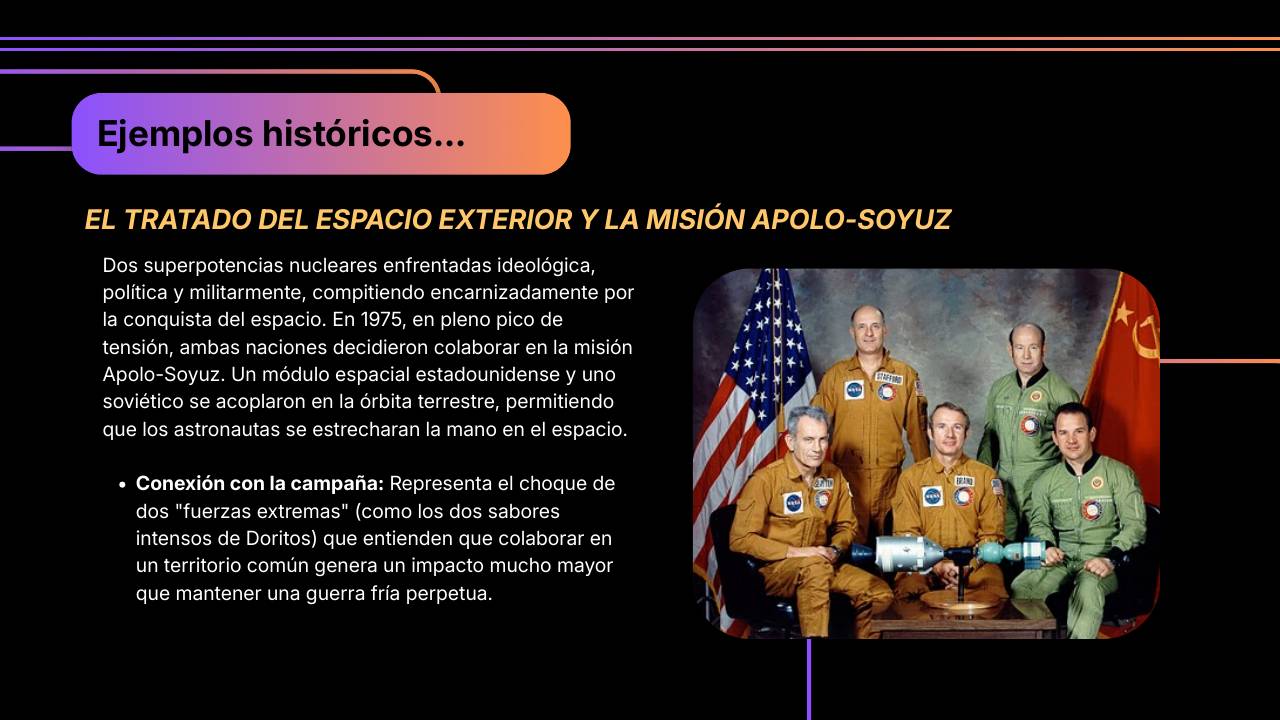 Ejemplos históricos...
EL TRATADO DEL ESPACIO EXTERIOR Y LA MISIÓN APOLO-SOYUZ
Dos superpotencias nucleares enfrentadas ideológica,
política y militarmente, compitiendo encarnizadamente por
la conquista del espacio. En 1975, en pleno pico de
tensión, ambas naciones decidieron colaborar en la misión
Apolo-Soyuz. Un módulo espacial estadounidense y uno
soviético se acoplaron en la órbita terrestre, permitiendo
que los astronautas se estrecharan la mano en el espacio.
• Conexión con la campaña: Representa el choque de
dos "fuerzas extremas" (como los dos sabores
intensos de Doritos) que entienden que colaborar en
un territorio común genera un impacto mucho mayor
que mantener una guerra fría perpetua.
STAFFORD
NASA
SLAYTON
NASA
BRAND
NASA